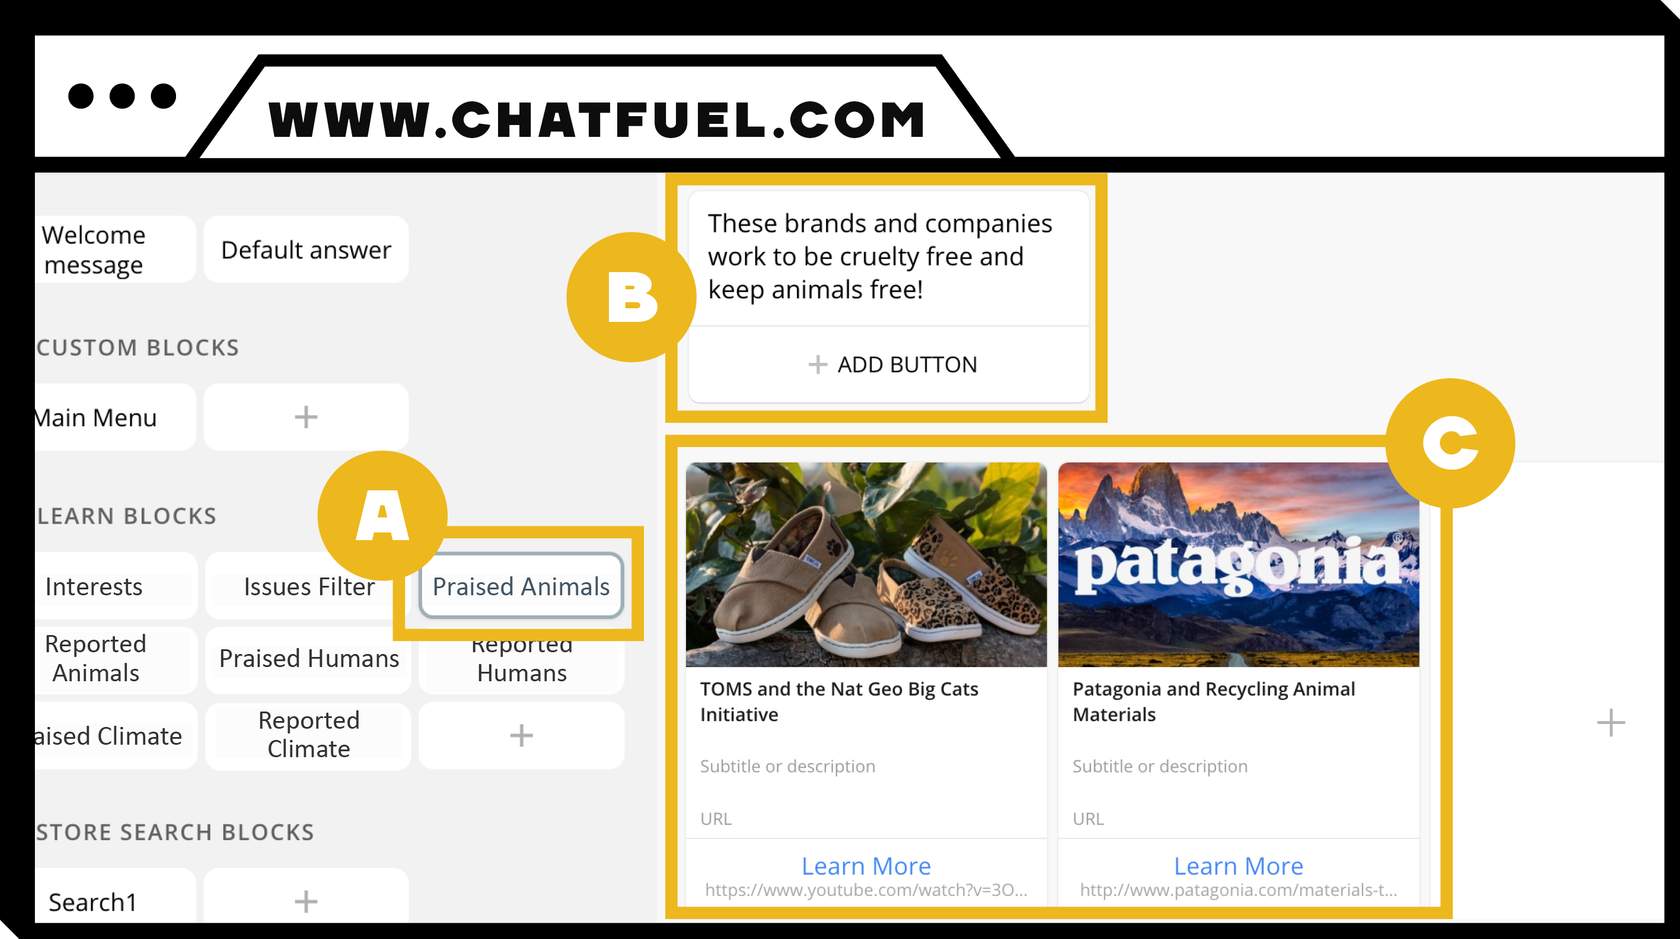 WWW.CHATFUEL.COM
Welcome
message
Default answer
CUSTOM BLOCKS
Main Menu
+
LEARN BLOCKS
A
Interests
Issues Filter
Praised Animals
Reported
Animals
Praised Humans
Reported
Humans
aised Climate
Reported
Climate
+
STORE SEARCH BLOCKS
Search1
+
B
These brands and companies
work to be cruelty free and
keep animals free!
+ ADD BUTTON
C
TOMS
patagonia®
TOMS and the Nat Geo Big Cats
Initiative
Subtitle or description
URL
Learn More
https://www.youtube.com/watch?v=3O...
Patagonia and Recycling Animal
Materials
Subtitle or description
URL
Learn More
http://www.patagonia.com/materials-t...
+